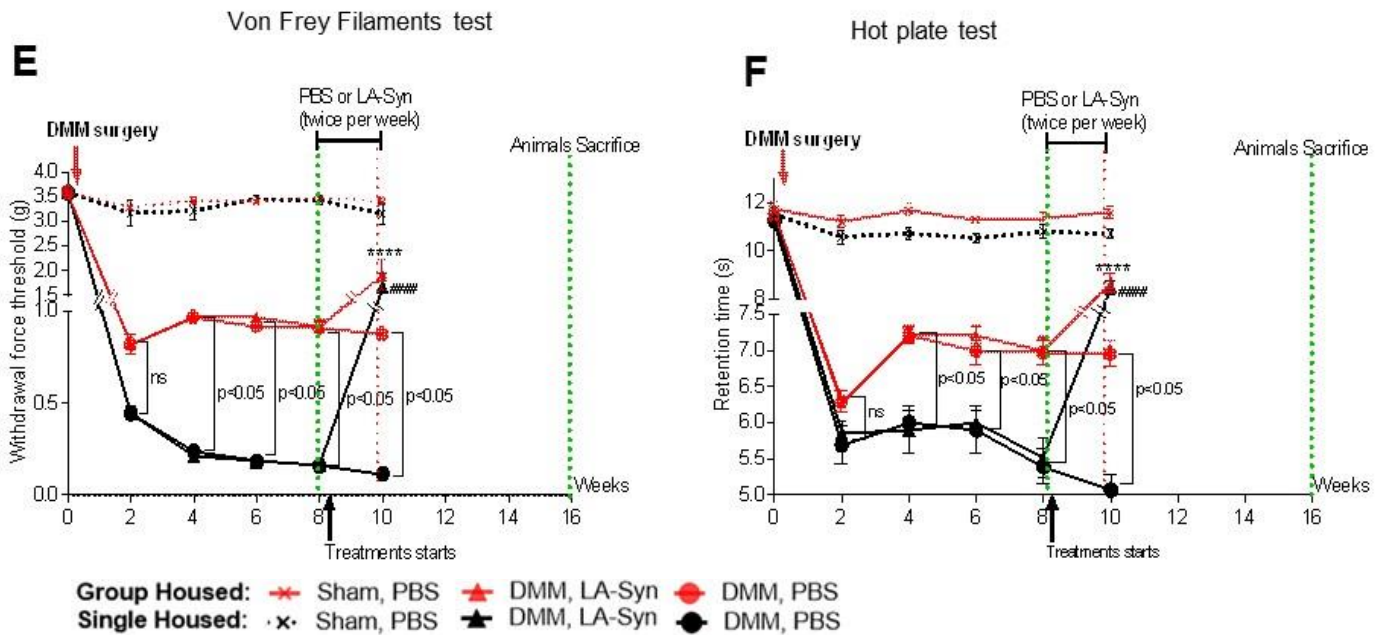 Von Frey Filaments test
E
PBS or LA-Syn
(twice per week)
DMM surgery
Animals Sacrifice
Withdrawal force threshold (g)
4.0
3.5
3.0
2.5
2.0
1.5
1.0
0.5
0.0
****
####
ns
p<0.05
p<0.05
p<0.05
p<0.05
Weeks
0 2 4 6 8 10 12 14 16
Treatments starts
Hot plate test
F
PBS or LA-Syn
(twice per week)
DMM surgery
Animals Sacrifice
Retention time (s)
12
10
8
7.5
7.0
6.5
6.0
5.5
5.0
****
####
ns
p<0.05
p<0.05
p<0.05
p<0.05
Weeks
0 2 4 6 8 10 12 14 16
Treatments starts
Group Housed: Sham, PBS DMM, LA-Syn DMM, PBS
Single Housed: Sham, PBS DMM, LA-Syn DMM, PBS